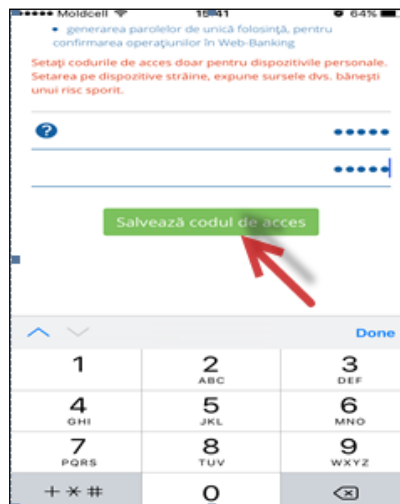 Moldcell 15:41 64%
• generarea parolelor de unică folosință, pentru
confirmarea operațiunilor în Web-Banking
Setați codurile de acces doar pentru dispozitivile personale.
Setarea pe dispozitive străine, expune sursele dvs. bănești
unui risc sporit.
?
•••••
•••••
Salvează codul de acces
Done
1 2 3
ABC DEF
4 5 6
GHI JKL MNO
7 8 9
PQRS TUV WXYZ
+ * # 0